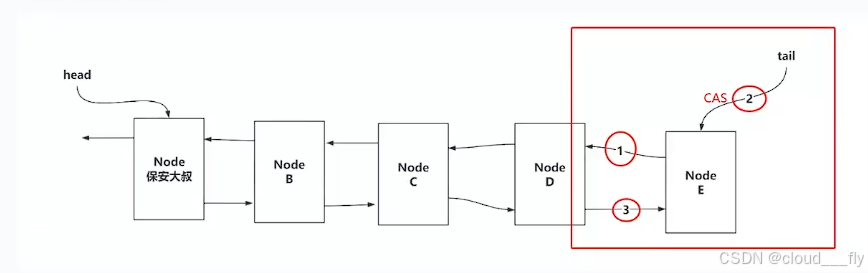 head
tail
CAS
2
Node
保安大叔
Node
B
Node
C
Node
D
1
Node
E
3
CSDN @cloud___fly